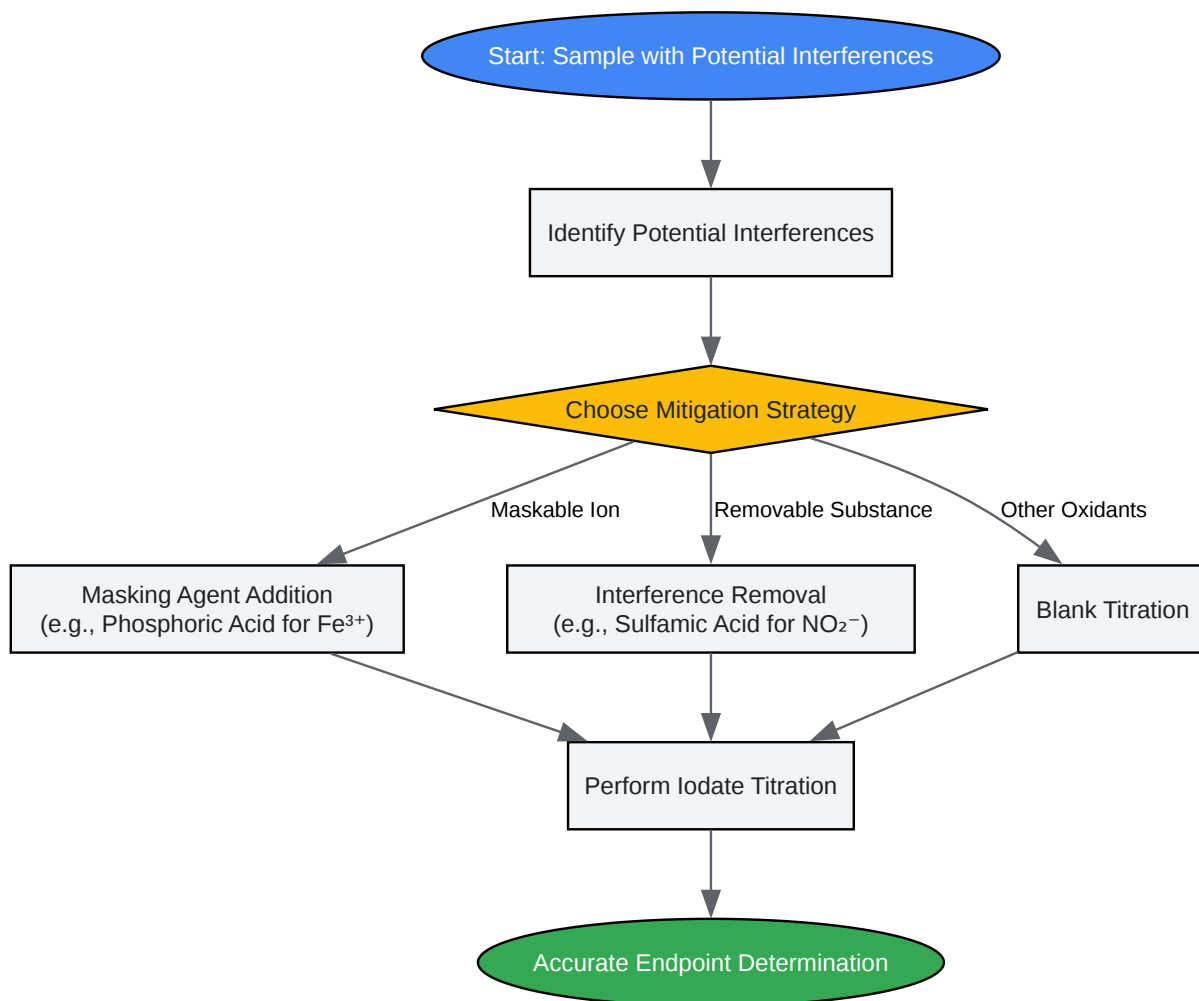 Start: Sample with Potential Interferences
Identify Potential Interferences
Choose Mitigation Strategy
Maskable Ion
Removable Substance
Other Oxidants
Masking Agent Addition
(e.g., Phosphoric Acid for Fe³⁺)
Interference Removal
(e.g., Sulfamic Acid for NO₂⁻)
Blank Titration
Perform Iodate Titration
Accurate Endpoint Determination